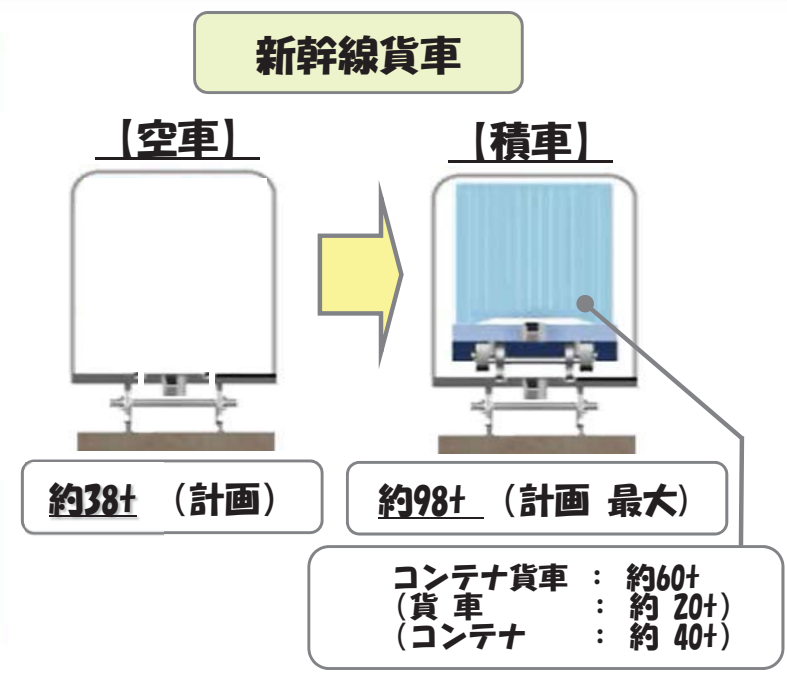 新幹線貨車
【空車】
【積車】
約38t （計画）
約98t （計画 最大）
コンテナ貨車 ： 約60t
（貨 車 ： 約 20t）
（コンテナ ： 約 40t）